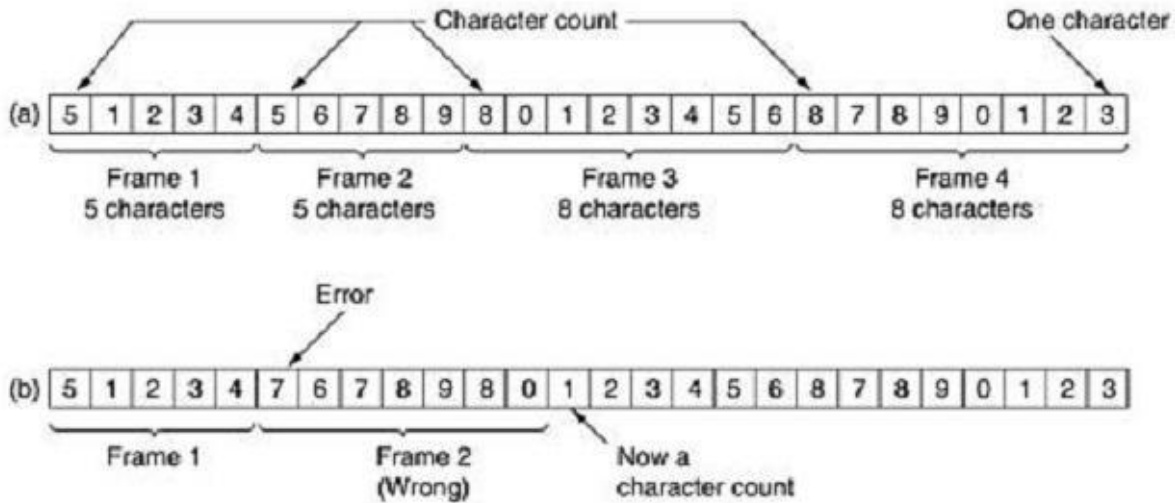 Character count
One character
(a) 5 1 2 3 4 5 6 7 8 9 8 0 1 2 3 4 5 6 8 7 8 9 0 1 2 3
Frame 1
5 characters
Frame 2
5 characters
Frame 3
8 characters
Frame 4
8 characters
Error
(b) 5 1 2 3 4 7 6 7 8 9 8 0 1 2 3 4 5 6 8 7 8 9 0 1 2 3
Frame 1
Frame 2
(Wrong)
Now a
character count